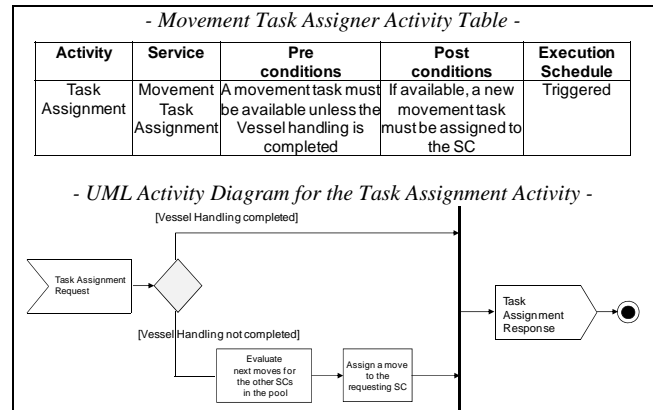 - Movement Task Assigner Activity Table -
Activity
Service
Pre
conditions
Post
conditions
Execution
Schedule
Task
Assignment
Movement
Task
Assignment
A movement task must
be available unless the
Vessel handling is
completed
If available, a new
movement task
must be assigned to
the SC
Triggered
- UML Activity Diagram for the Task Assignment Activity -
[Vessel Handling completed]
Task Assignment
Request
[Vessel Handling not completed]
Evaluate
next moves for
the other SCs
in the pool
Assign a move
to the
requesting SC
Task
Assignment
Response